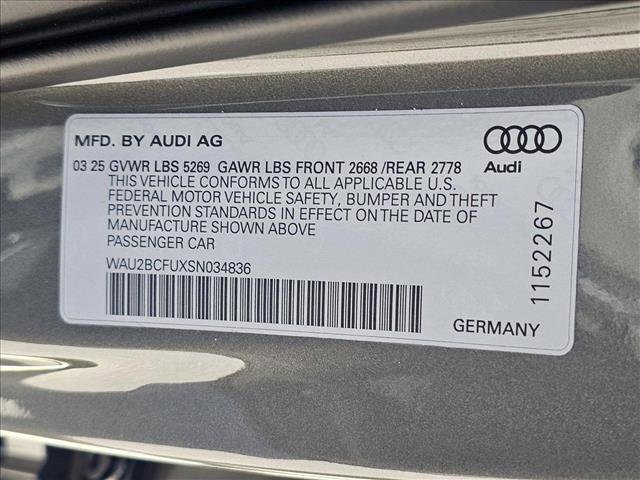 MFD. BY AUDI AG
Audi
03 25 GVWR LBS 5269 GAWR LBS FRONT 2668 /REAR 2778
THIS VEHICLE CONFORMS TO ALL APPLICABLE U.S.
FEDERAL MOTOR VEHICLE SAFETY, BUMPER AND THEFT
PREVENTION STANDARDS IN EFFECT ON THE DATE OF
MANUFACTURE SHOWN ABOVE
PASSENGER CAR
WAU2BCFUXSN034836
1152267
GERMANY